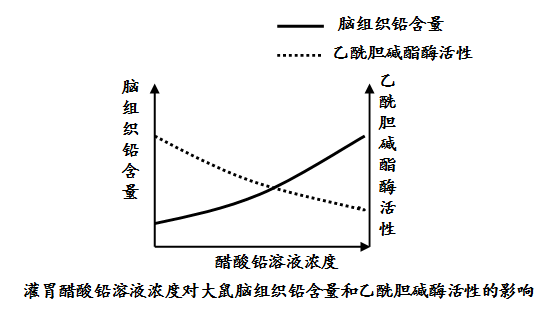 脑组织铅含量
乙酰胆碱酯酶活性
脑组织铅含量
乙酰胆碱酯酶活性
醋酸铅溶液浓度
灌胃醋酸铅溶液浓度对大鼠脑组织铅含量和乙酰胆碱酶活性的影响